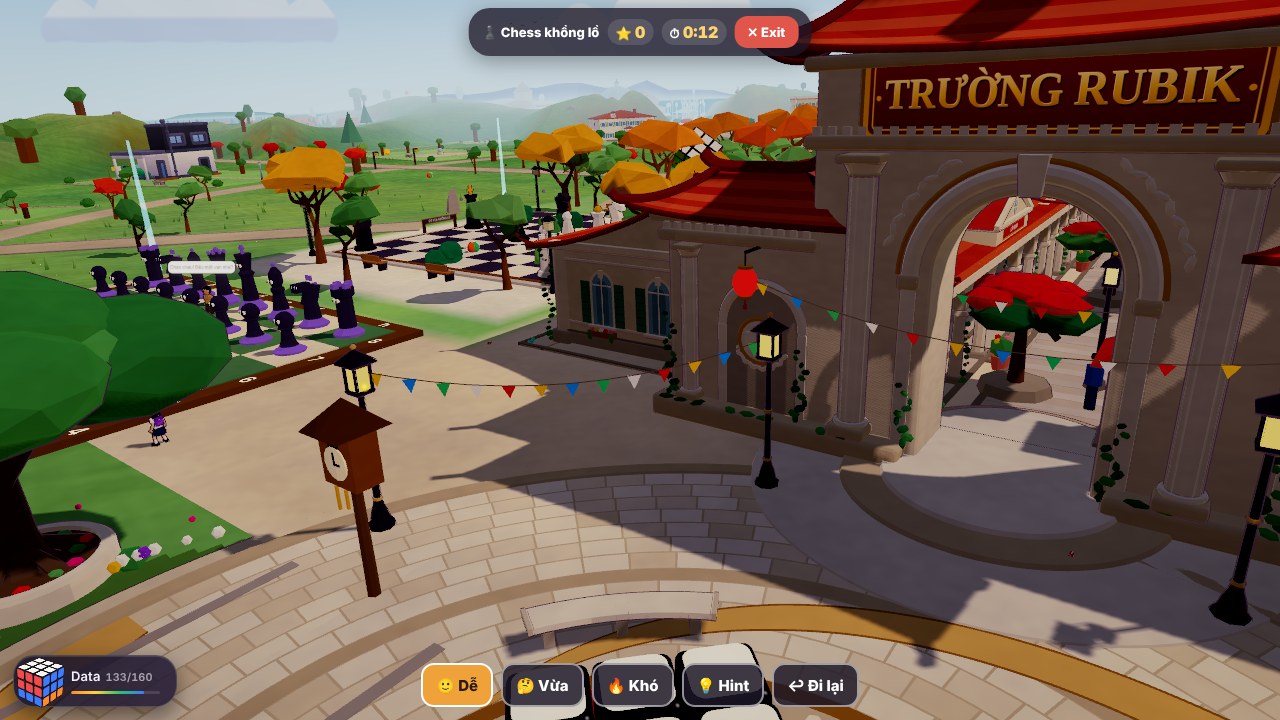 Chess khổng lồ
0
0:12
✕ Exit
TRƯỜNG RUBIK
Data 133/160
Dễ
Vừa
Khó
Hint
Đi lại